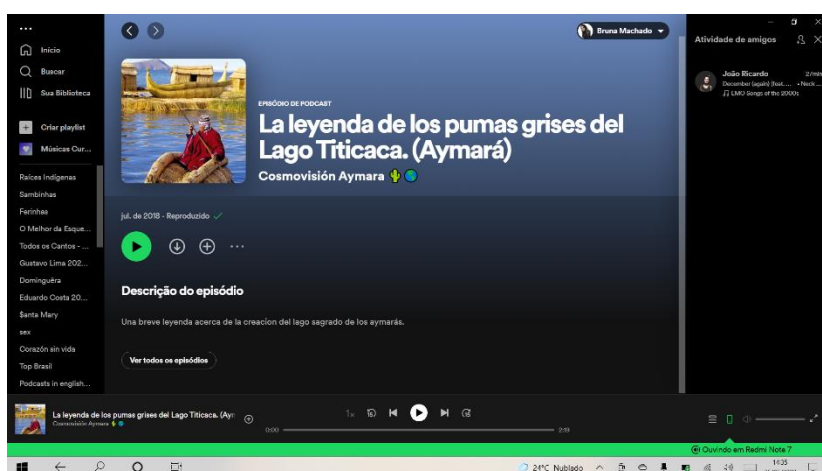 Início
Buscar
Sua Biblioteca
Criar playlist
Músicas Cur...
Raíces Indígenas
Sambinhas
Ferinhas
O Melhor da Esque...
Todos os Cantos - ...
Gustavo Lima 202...
Dominguêra
Eduardo Costa 20...
$anta Mary
sex
Corazón sin vida
Top Brasil
Podcasts in english...
Bruna Machado
EPISÓDIO DE PODCAST
La leyenda de los pumas grises del
Lago Titicaca. (Aymará)
Cosmovisión Aymara
jul. de 2018 - Reproduzido
Descrição do episódio
Una breve leyenda acerca de la creacion del lago sagrado de los aymarás.
Ver todos os episódios
Atividade de amigos
João Ricardo
December (again) (feat. ... • Neck ...
LMO Songs of the 2000s
La leyenda de los pumas grises del Lago Titicaca. (Ayr
Cosmovisión Aymara
1x
0:00
2:19
Ouvindo em Redmi Note 7
24°C Nublado
14:35